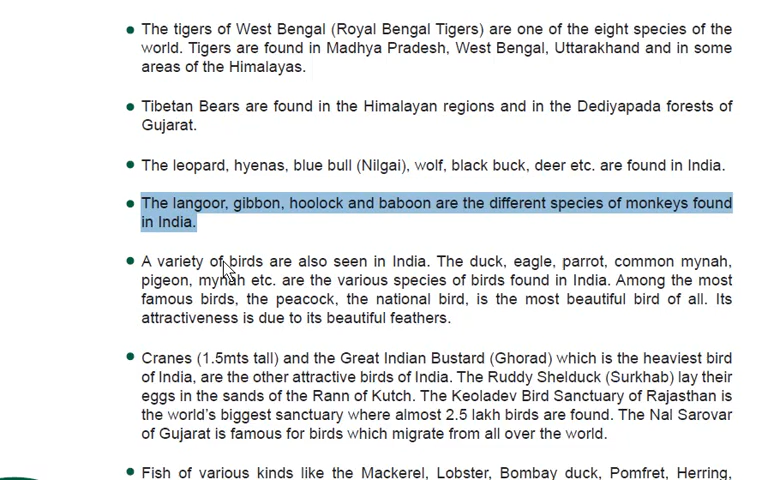 The tigers of West Bengal (Royal Bengal Tigers) are one of the eight species of the
world. Tigers are found in Madhya Pradesh, West Bengal, Uttarakhand and in some
areas of the Himalayas.
Tibetan Bears are found in the Himalayan regions and in the Dediyapada forests of
Gujarat.
The leopard, hyenas, blue bull (Nilgai), wolf, black buck, deer etc. are found in India.
The langoor, gibbon, hoolock and baboon are the different species of monkeys found
in India.
A variety of birds are also seen in India. The duck, eagle, parrot, common mynah,
pigeon, mynah etc. are the various species of birds found in India. Among the most
famous birds, the peacock, the national bird, is the most beautiful bird of all. Its
attractiveness is due to its beautiful feathers.
Cranes (1.5mts tall) and the Great Indian Bustard (Ghorad) which is the heaviest bird
of India, are the other attractive birds of India. The Ruddy Shelduck (Surkhab) lay their
eggs in the sands of the Rann of Kutch. The Keoladev Bird Sanctuary of Rajasthan is
the world's biggest sanctuary where almost 2.5 lakh birds are found. The Nal Sarovar
of Gujarat is famous for birds which migrate from all over the world.
Fish of various kinds like the Mackerel, Lobster, Bombay duck, Pomfret, Herring,